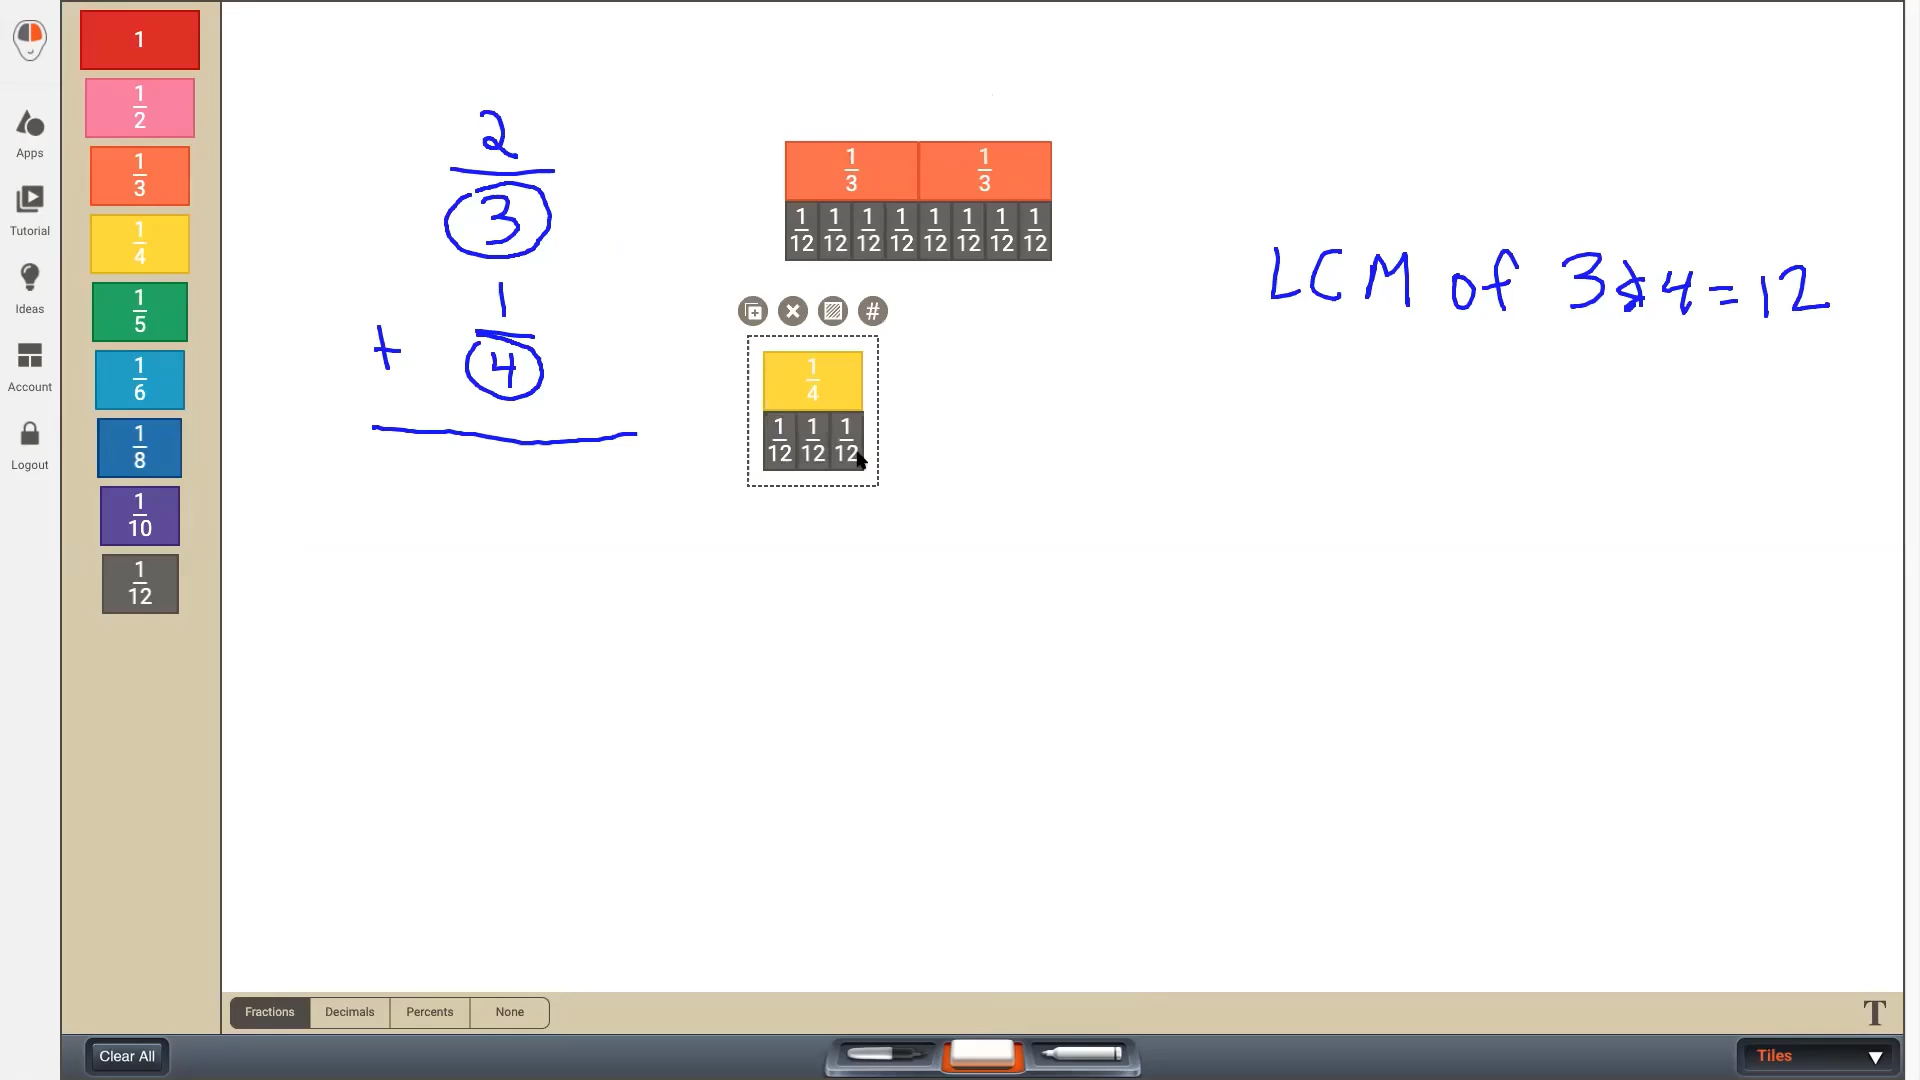 1
1/2
1/3
1/4
1/5
1/6
1/8
1/10
1/12
Apps
Tutorial
Ideas
Account
Logout
2
3
+ 1
4
1/3 1/3
1/12 1/12 1/12 1/12 1/12 1/12 1/12 1/12
#
1/4
1/12 1/12 1/12
LCM of 3 & 4 = 12
Fractions Decimals Percents None
T
Clear All
Tiles